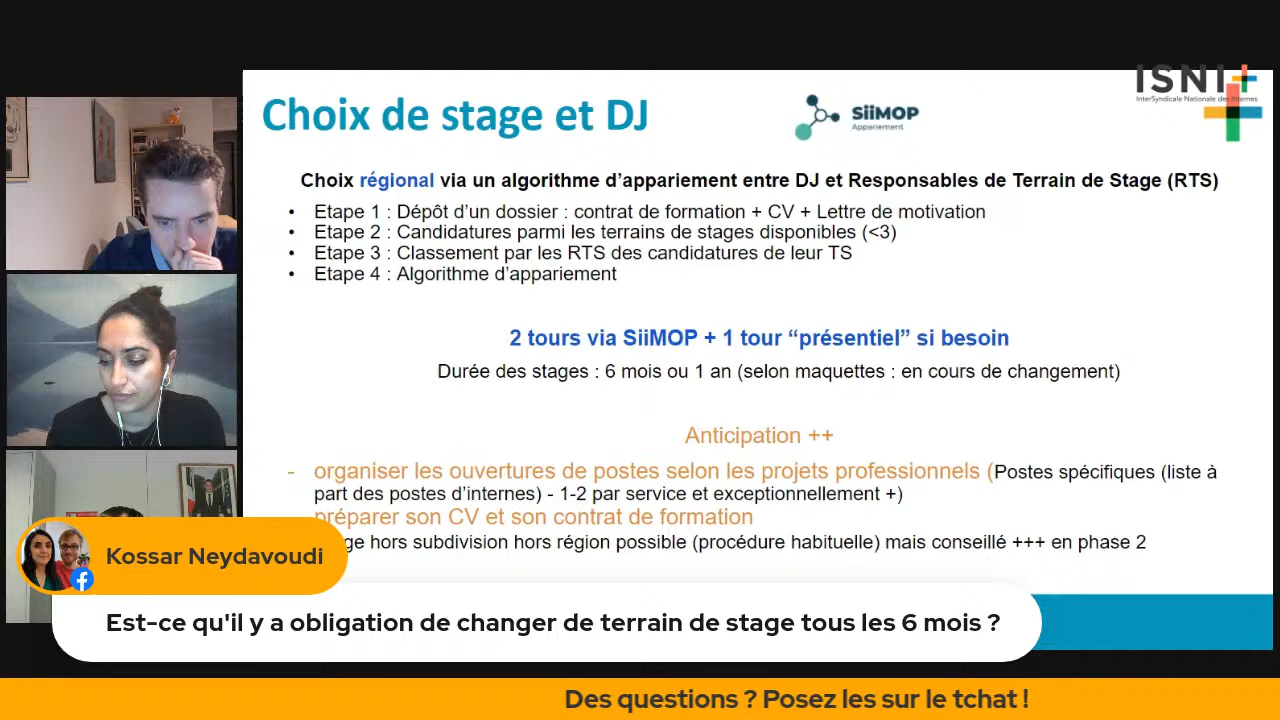 ISNI+
InterSyndicale Nationale des Internes
Choix de stage et DJ
SiiMOP
Appariement
Choix régional via un algorithme d'appariement entre DJ et Responsables de Terrain de Stage (RTS)
• Etape 1 : Dépôt d'un dossier : contrat de formation + CV + Lettre de motivation
• Etape 2 : Candidatures parmi les terrains de stages disponibles (<3)
• Etape 3 : Classement par les RTS des candidatures de leur TS
• Etape 4 : Algorithme d'appariement
2 tours via SiiMOP + 1 tour “présentiel” si besoin
Durée des stages : 6 mois ou 1 an (selon maquettes : en cours de changement)
Anticipation ++
- organiser les ouvertures de postes selon les projets professionnels (Postes spécifiques (liste à
part des postes d'internes) - 1-2 par service et exceptionnellement +)
préparer son CV et son contrat de formation
hors subdivision hors région possible (procédure habituelle) mais conseillé +++ en phase 2
Kossar Neydavoudi
Est-ce qu'il y a obligation de changer de terrain de stage tous les 6 mois ?
Des questions ? Posez les sur le tchat !